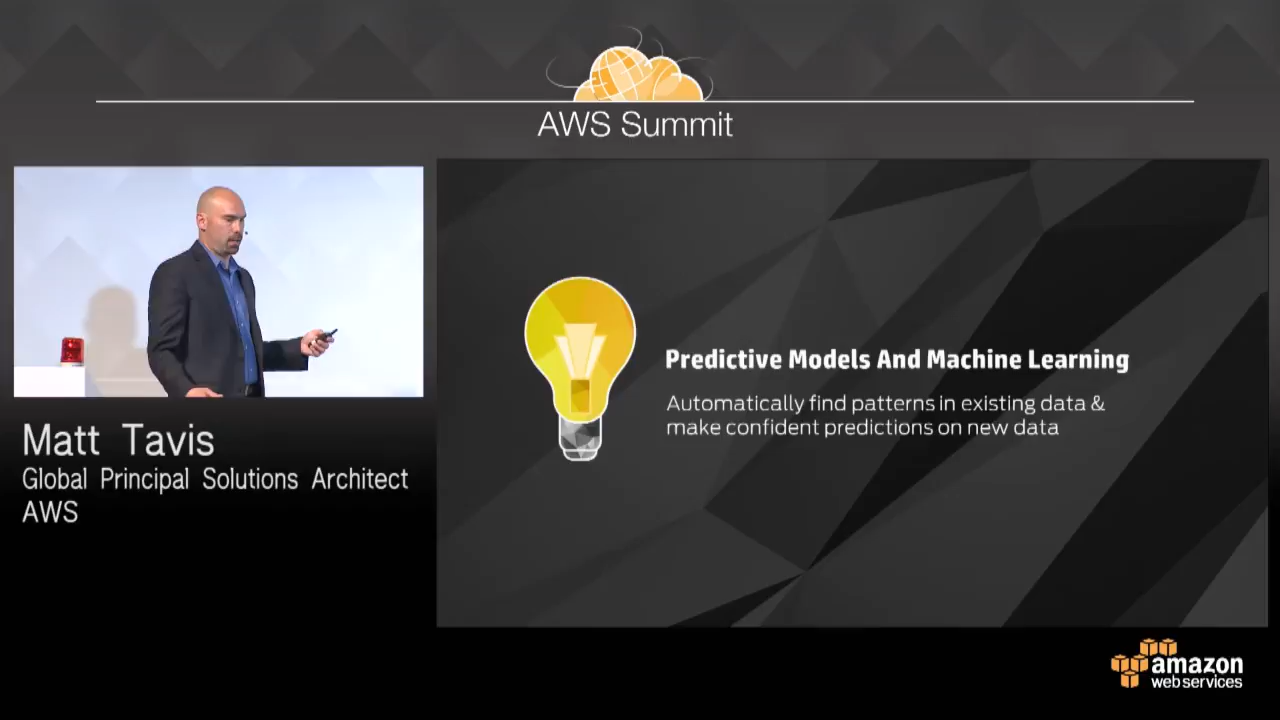 AWS Summit
Matt Tavis
Global Principal Solutions Architect
AWS
Predictive Models And Machine Learning
Automatically find patterns in existing data &
make confident predictions on new data
amazon
web services